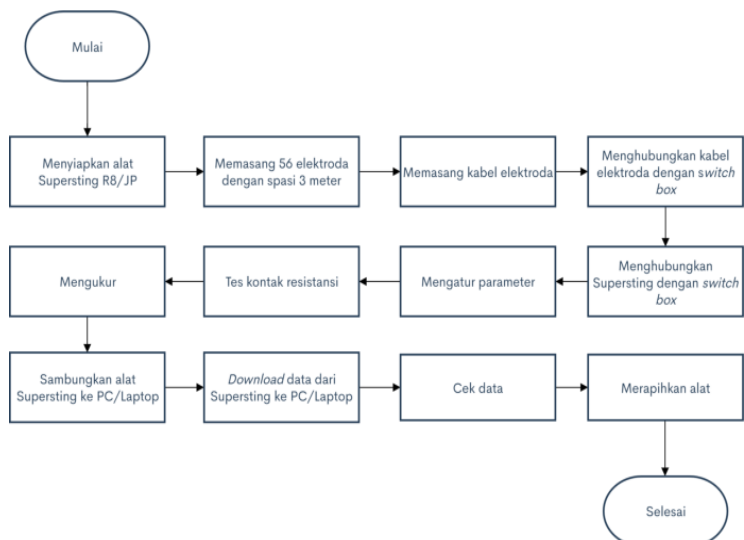 Mulai
Menyiapkan alat
Supersting R8/JP
Memasang 56 elektroda
dengan spasi 3 meter
Memasang kabel elektroda
Menghubungkan kabel
elektroda dengan switch
box
Menghubungkan
Supersting dengan switch
box
Mengatur parameter
Tes kontak resistansi
Mengukur
Sambungkan alat
Supersting ke PC/Laptop
Download data dari
Supersting ke PC/Laptop
Cek data
Merapihkan alat
Selesai